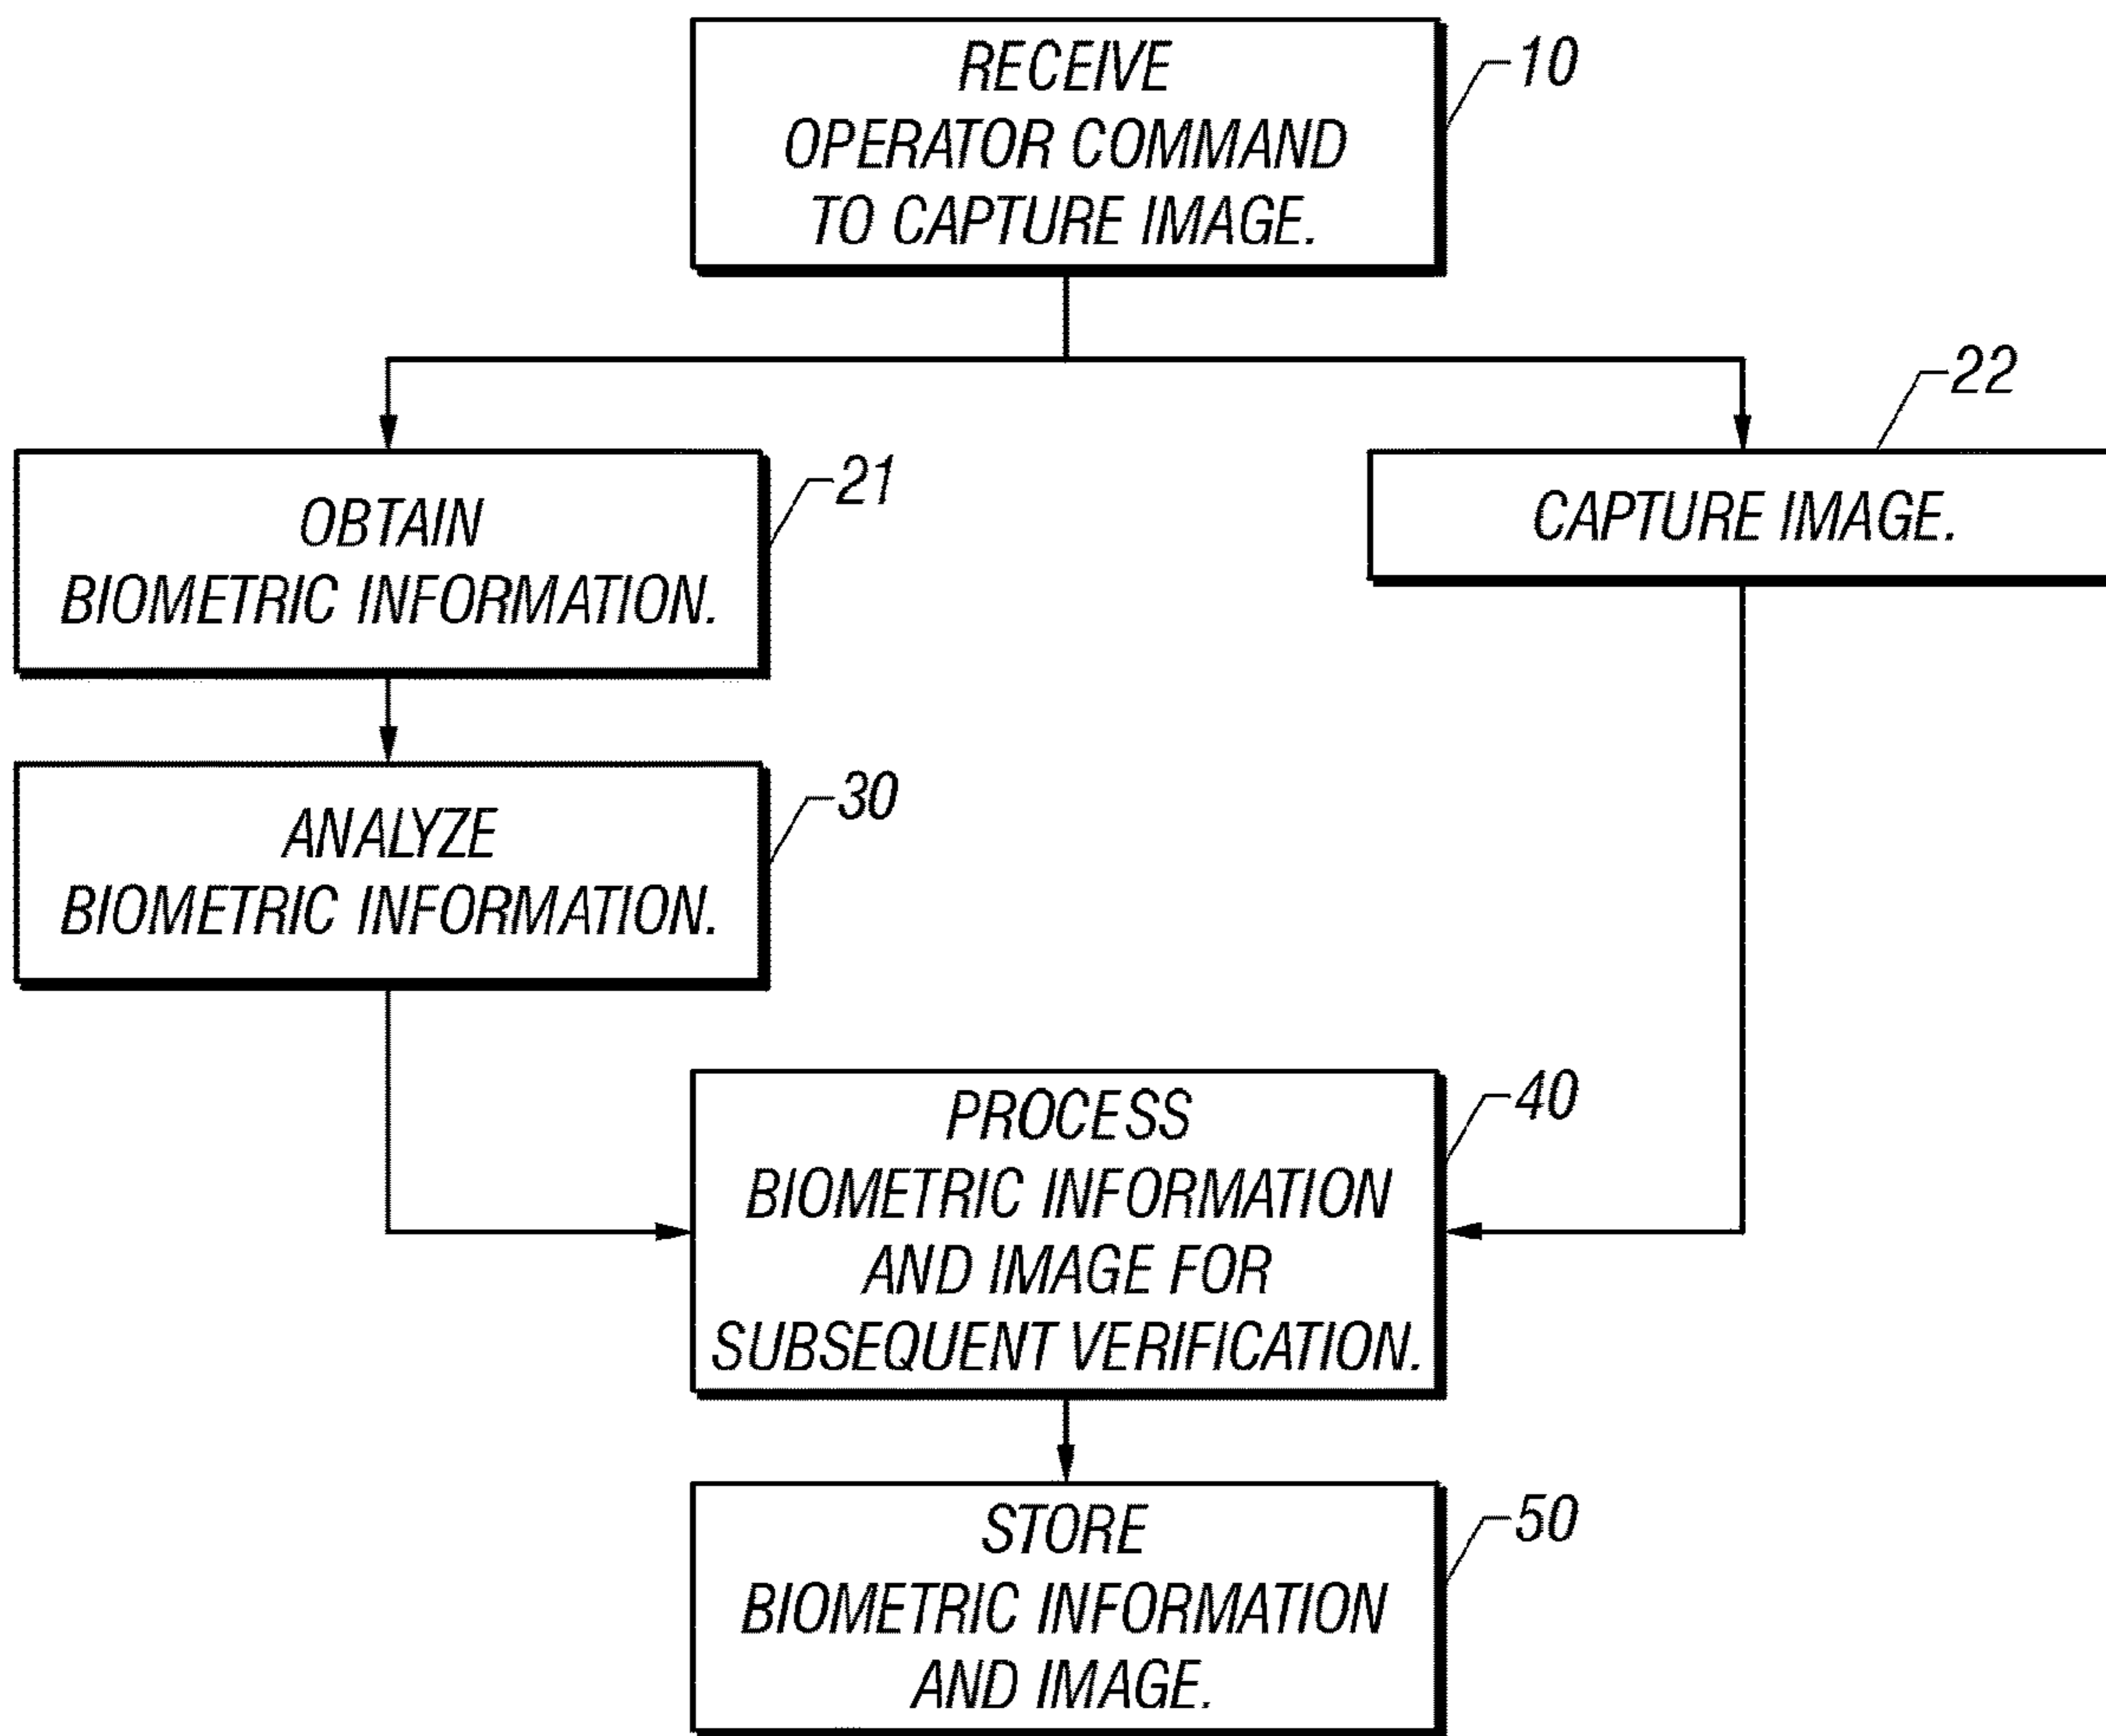 RECEIVE
OPERATOR COMMAND
TO CAPTURE IMAGE.
10
22
CAPTURE IMAGE.
21
OBTAIN
BIOMETRIC INFORMATION.
30
ANALYZE
BIOMETRIC INFORMATION.
40
PROCESS
BIOMETRIC INFORMATION
AND IMAGE FOR
SUBSEQUENT VERIFICATION.
50
STORE
BIOMETRIC INFORMATION
AND IMAGE.